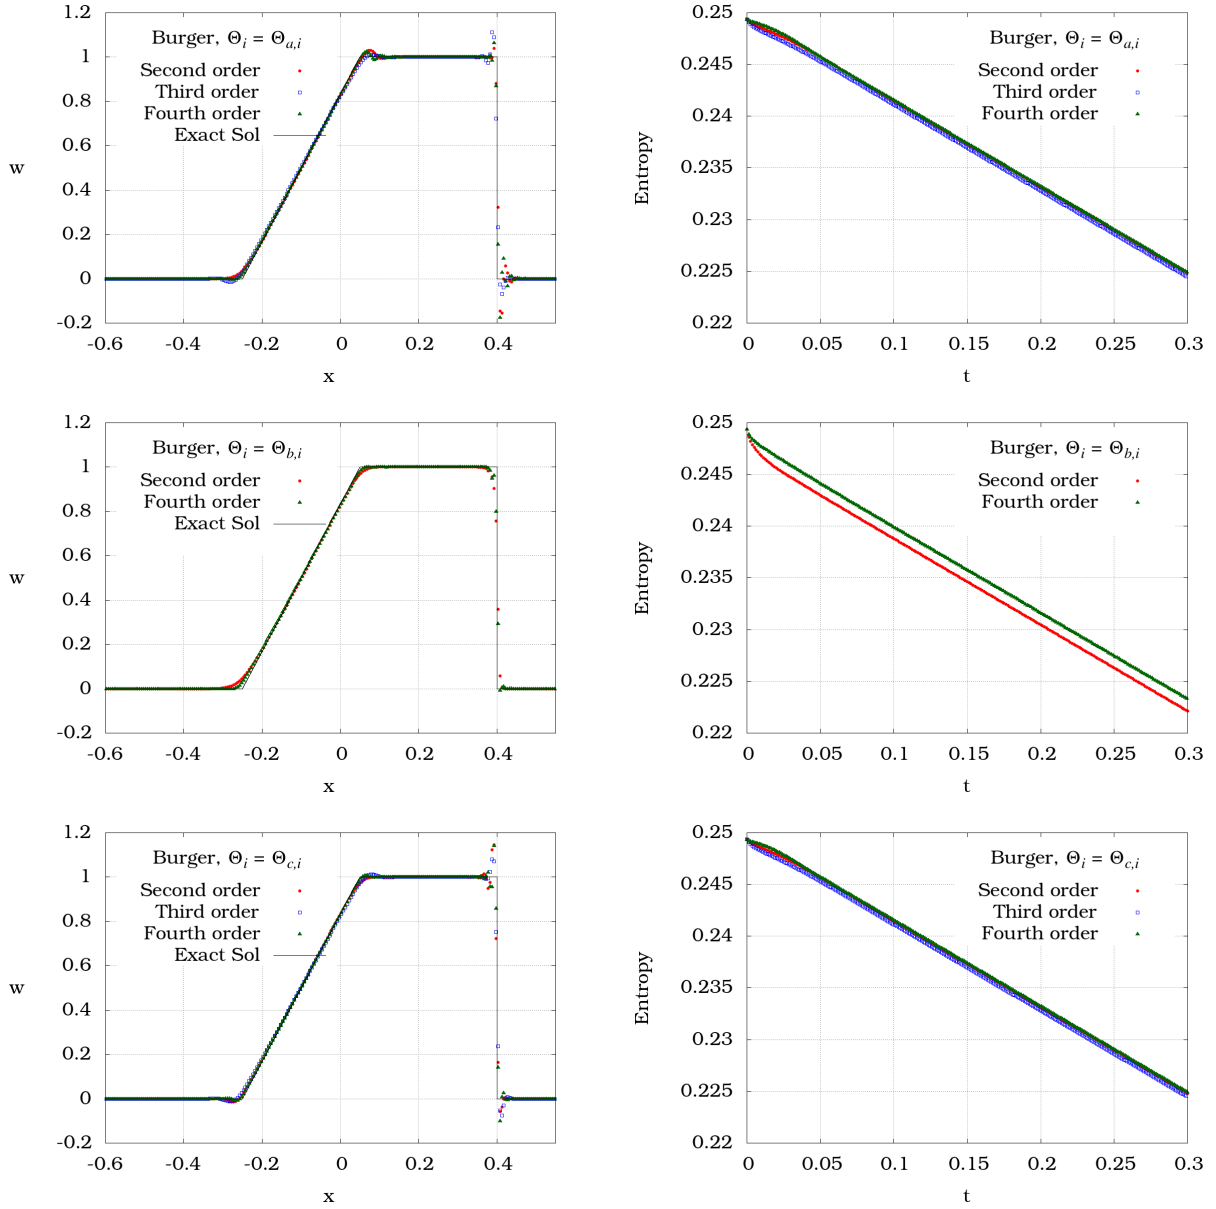 1.2
1
0.8
0.6
0.4
0.2
0
-0.2
w
-0.6
-0.4
-0.2
0
0.2
0.4
x
Burger, Θa,i = Θa,i
Second order
Third order
Fourth order
Exact Sol
0.25
0.245
0.24
0.235
0.23
0.225
0.22
Entropy
0
0.05
0.1
0.15
0.2
0.25
0.3
t
Burger, Θi = Θa,i
Second order
Third order
Fourth order
1.2
1
0.8
0.6
0.4
0.2
0
-0.2
w
-0.6
-0.4
-0.2
0
0.2
0.4
x
Burger, Θi = Θb,i
Second order
Fourth order
Exact Sol
0.25
0.245
0.24
0.235
0.23
0.225
0.22
Entropy
0
0.05
0.1
0.15
0.2
0.25
0.3
t
Burger, Θi = Θb,i
Second order
Fourth order
1.2
1
0.8
0.6
0.4
0.2
0
-0.2
w
-0.6
-0.4
-0.2
0
0.2
0.4
x
Burger, Θi = Θc,i
Second order
Third order
Fourth order
Exact Sol
0.25
0.245
0.24
0.235
0.23
0.225
0.22
Entropy
0
0.05
0.1
0.15
0.2
0.25
0.3
t
Burger, Θi = Θc,i
Second order
Third order
Fourth order